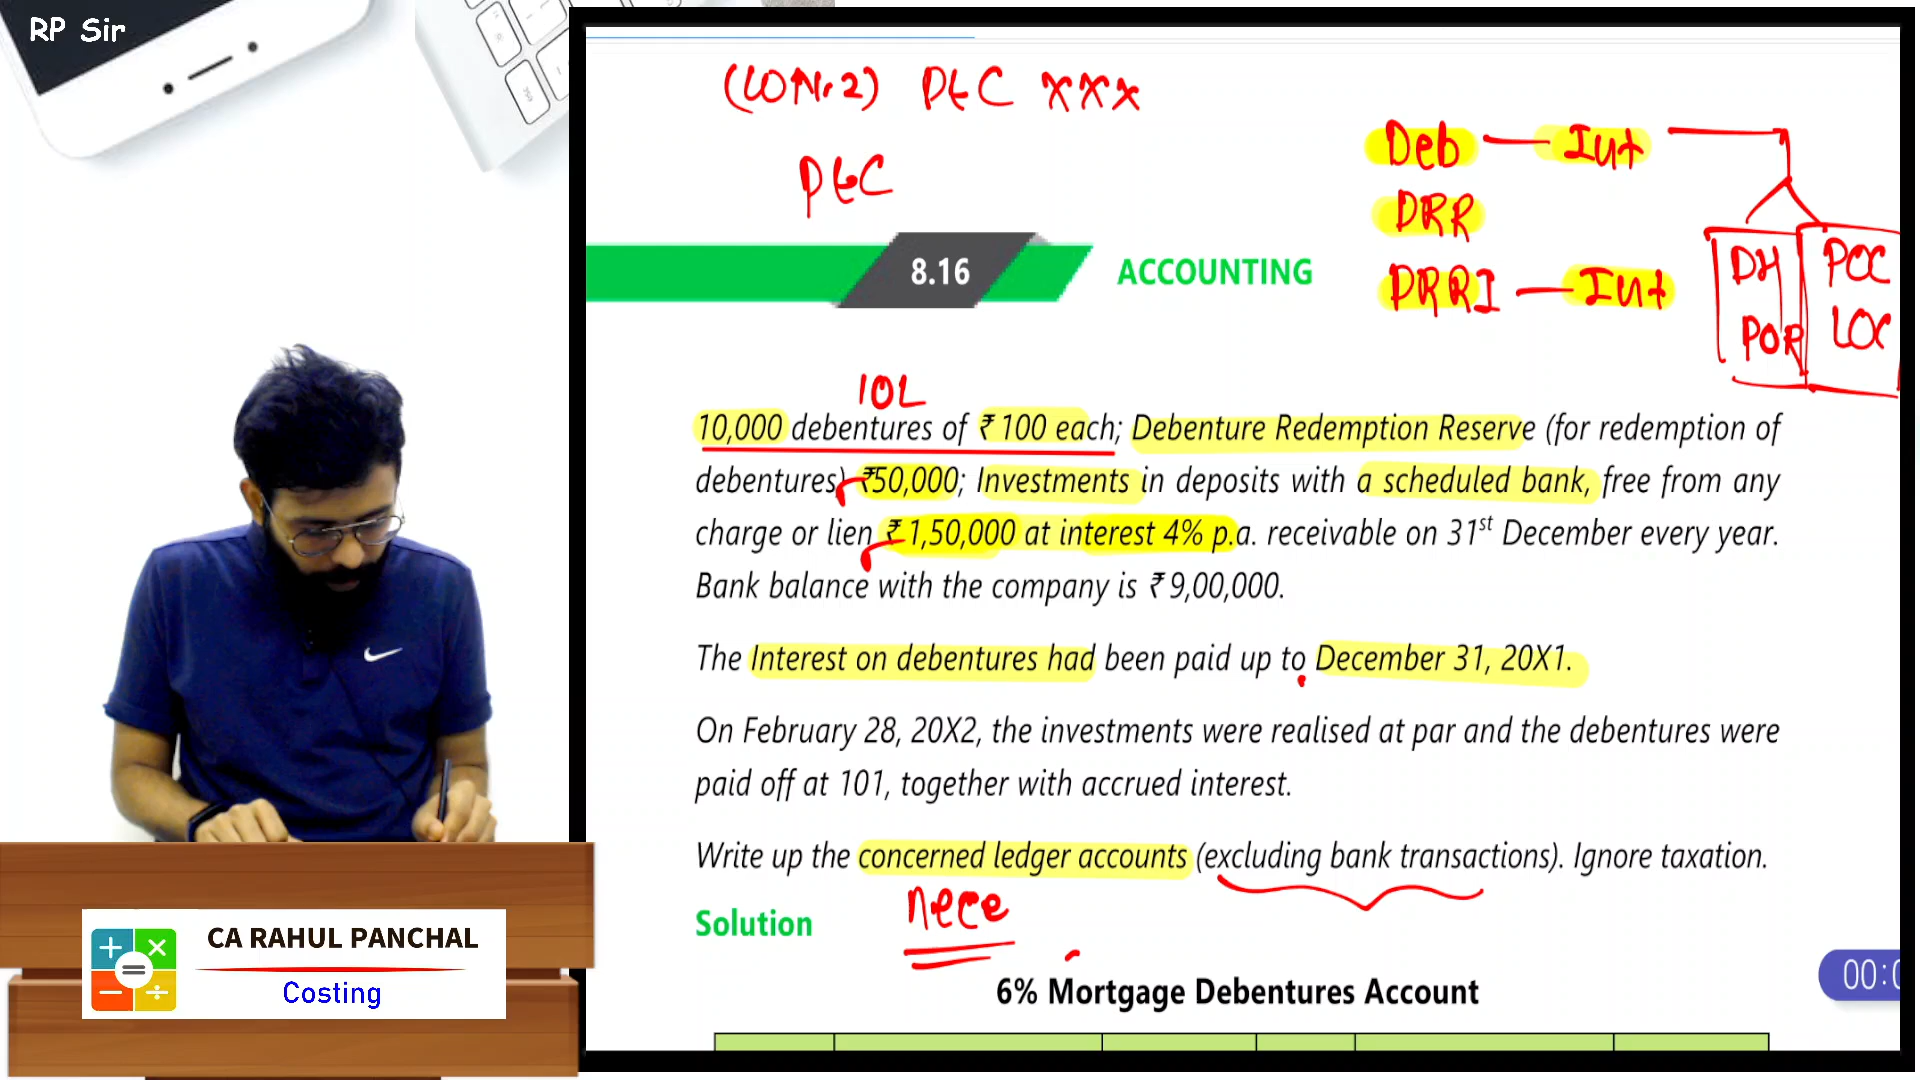 RP Sir
(LON.2) P&C xxx
P&C
Deb — Int
DRR
DRRI — Int
DH
POR
PCC
LOC
8.16
ACCOUNTING
10L
10,000 debentures of ₹ 100 each; Debenture Redemption Reserve (for redemption of
debentures) ₹50,000; Investments in deposits with a scheduled bank, free from any
charge or lien ₹ 1,50,000 at interest 4% p.a. receivable on 31st December every year.
Bank balance with the company is ₹ 9,00,000.
The Interest on debentures had been paid up to December 31, 20X1.
On February 28, 20X2, the investments were realised at par and the debentures were
paid off at 101, together with accrued interest.
Write up the concerned ledger accounts (excluding bank transactions). Ignore taxation.
nece
Solution
6% Mortgage Debentures Account
CA RAHUL PANCHAL
Costing